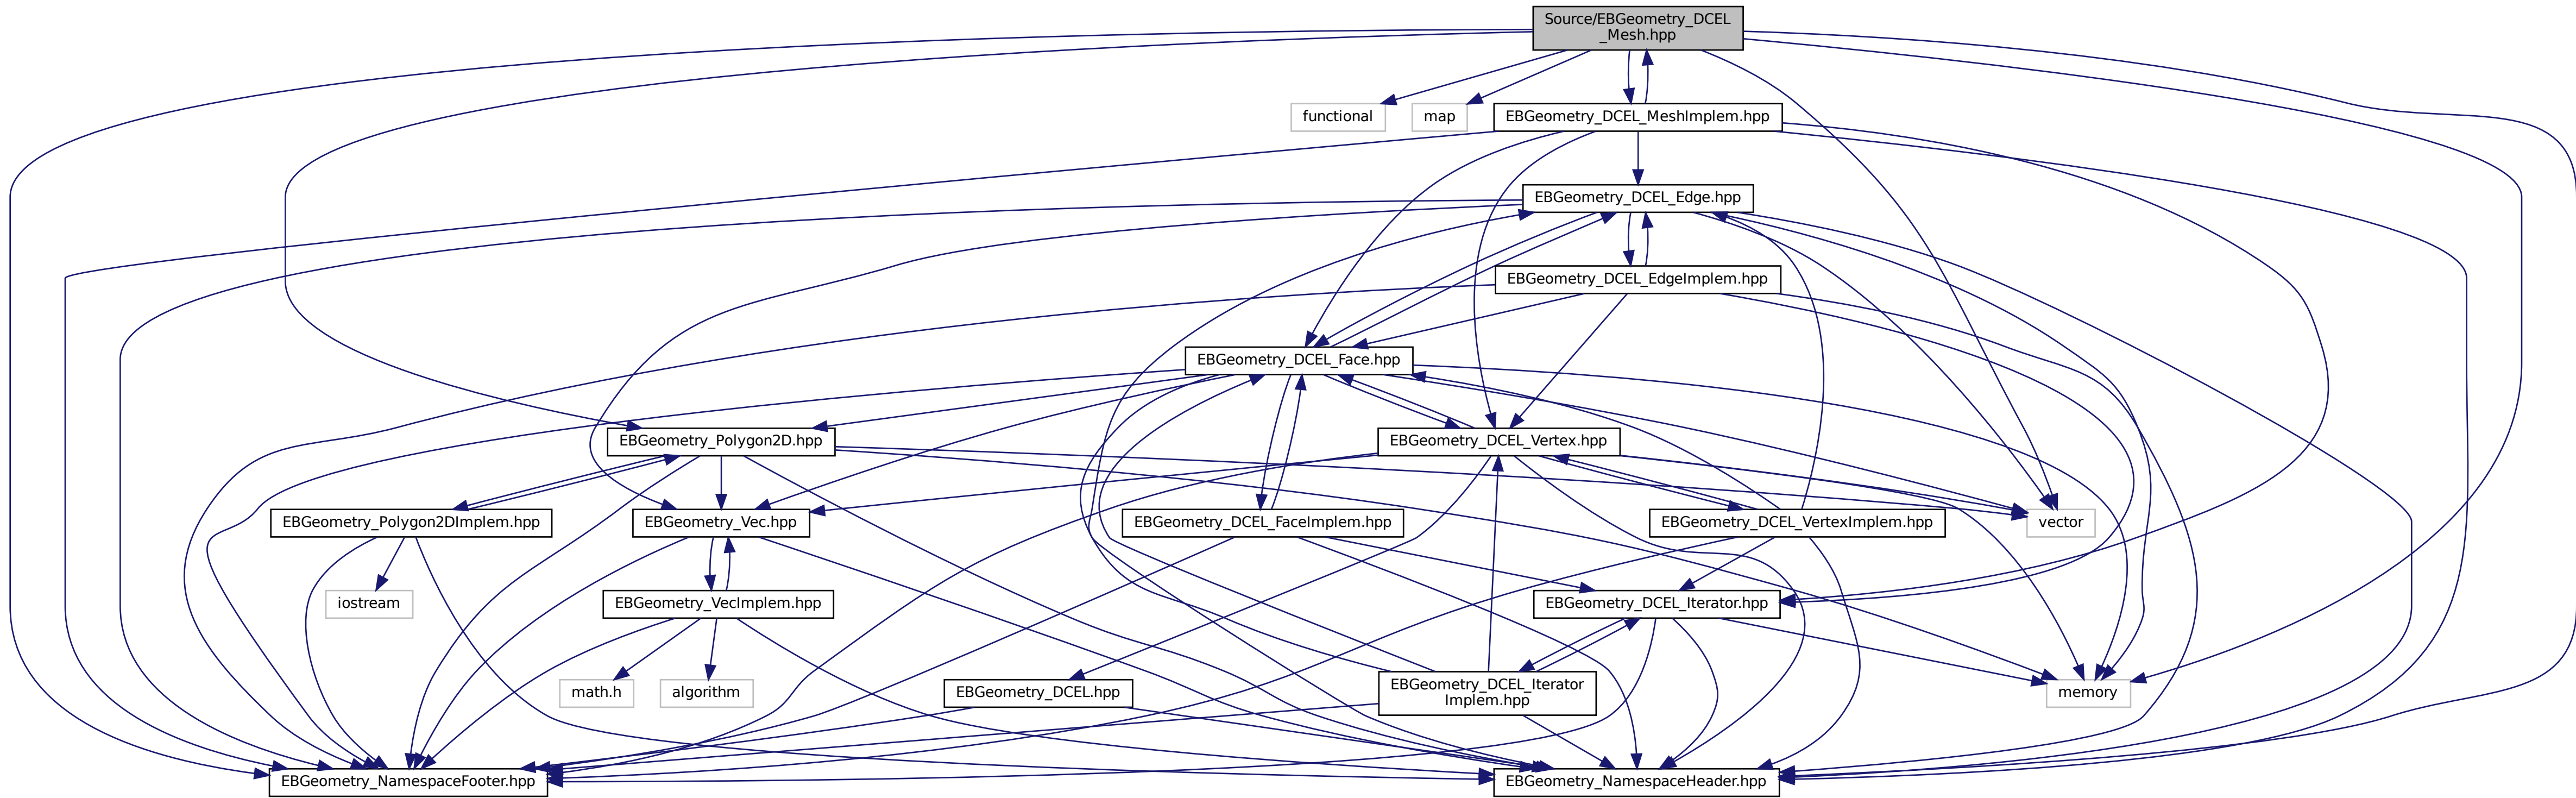 Source/EBGeometry_DCEL
_Mesh.hpp
functional
map
EBGeometry_DCEL_MeshImplem.hpp
EBGeometry_DCEL_Edge.hpp
EBGeometry_DCEL_EdgeImplem.hpp
EBGeometry_DCEL_Face.hpp
EBGeometry_Polygon2D.hpp
EBGeometry_DCEL_Vertex.hpp
EBGeometry_Polygon2DImplem.hpp
EBGeometry_Vec.hpp
EBGeometry_DCEL_FaceImplem.hpp
EBGeometry_DCEL_VertexImplem.hpp
vector
iostream
EBGeometry_VecImplem.hpp
EBGeometry_DCEL_Iterator.hpp
math.h
algorithm
EBGeometry_DCEL.hpp
EBGeometry_DCEL_Iterator
Implem.hpp
memory
EBGeometry_NamespaceFooter.hpp
EBGeometry_NamespaceHeader.hpp